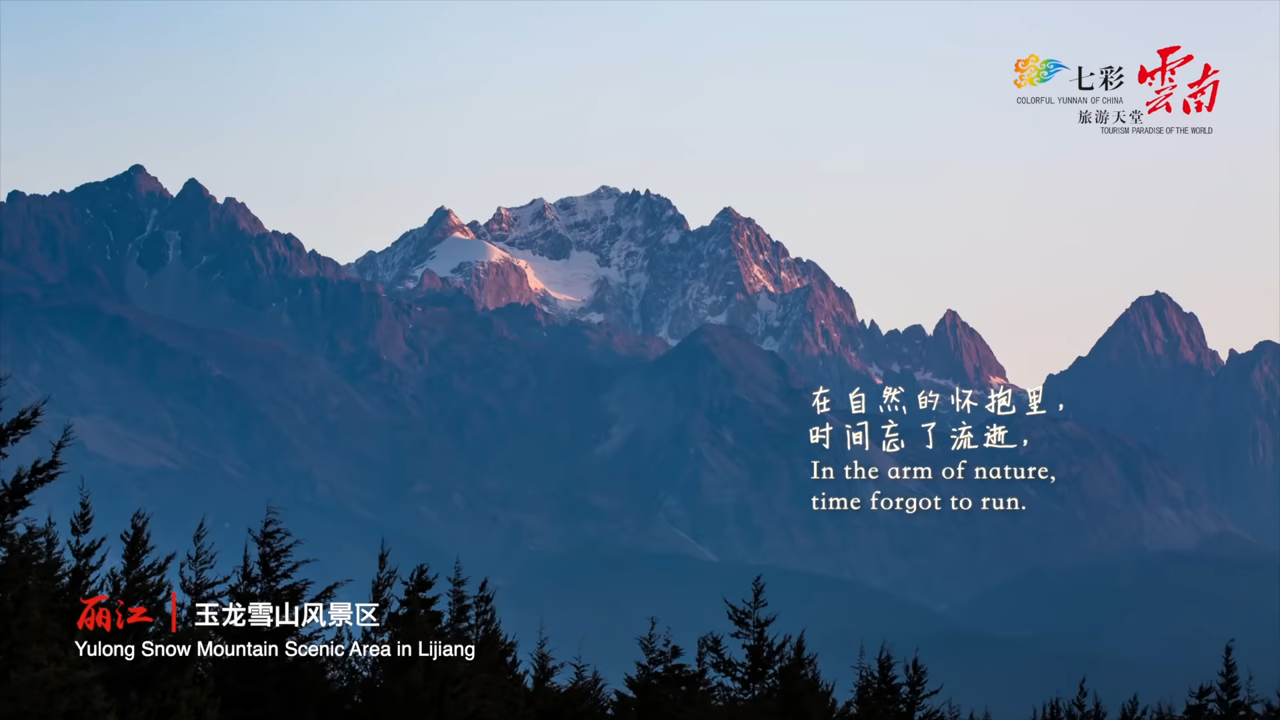 七彩雲南
COLORFUL YUNNAN OF CHINA
旅游天堂
TOURISM PARADISE OF THE WORLD
在自然的怀抱里，
时间忘了流逝，
In the arm of nature,
time forgot to run.
丽江 | 玉龙雪山风景区
Yulong Snow Mountain Scenic Area in Lijiang